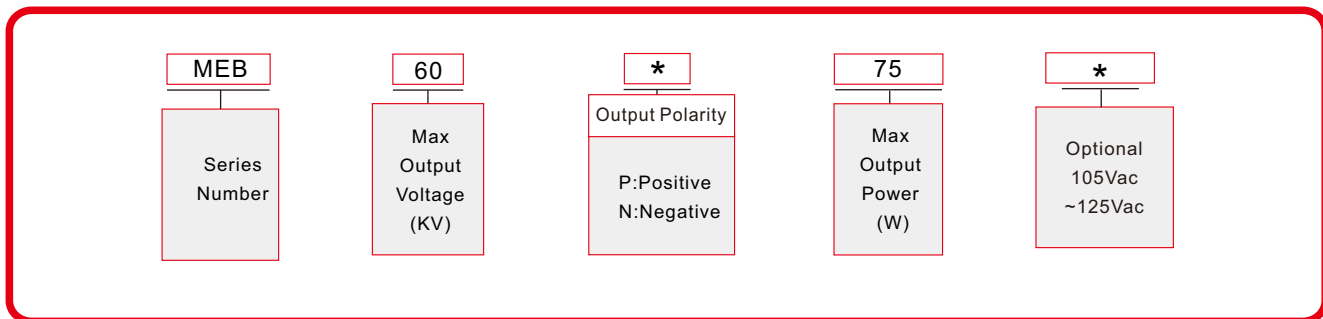 MEB
60
*
75
*
Series
Number
Max
Output
Voltage
(KV)
Output Polarity
P:Positive
N:Negative
Max
Output
Power
(W)
Optional
105Vac
~125Vac